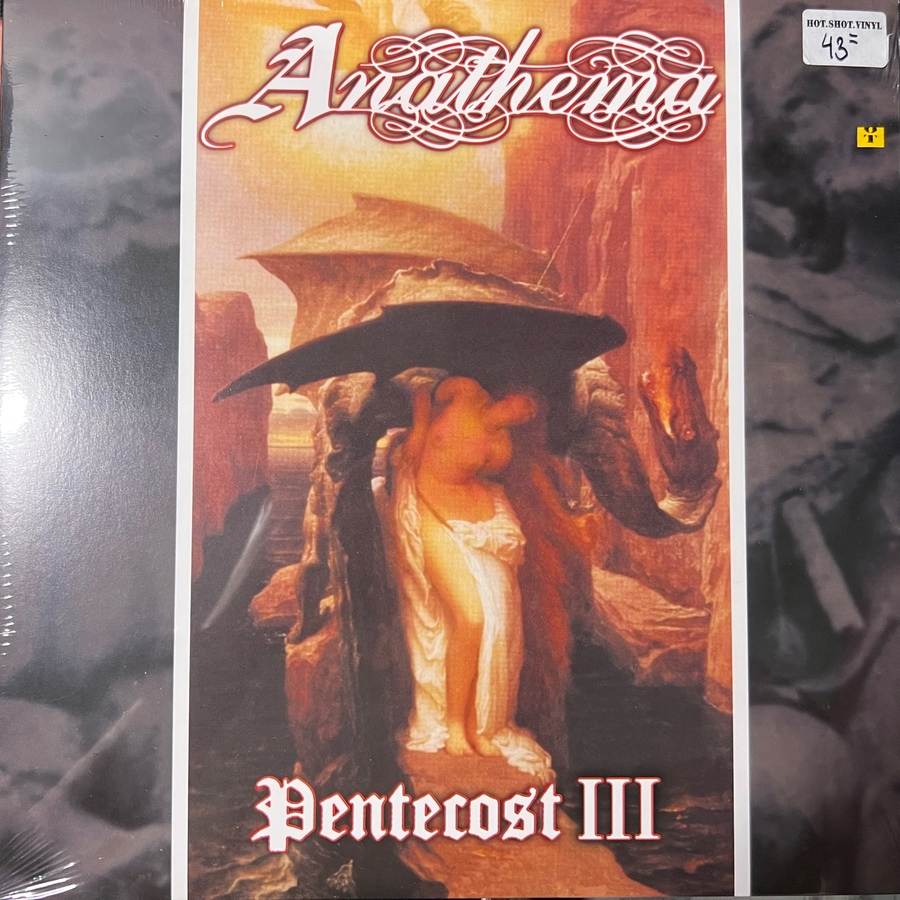 HOT.SHOT.VINYL
43=
Anathema
Pentecost III